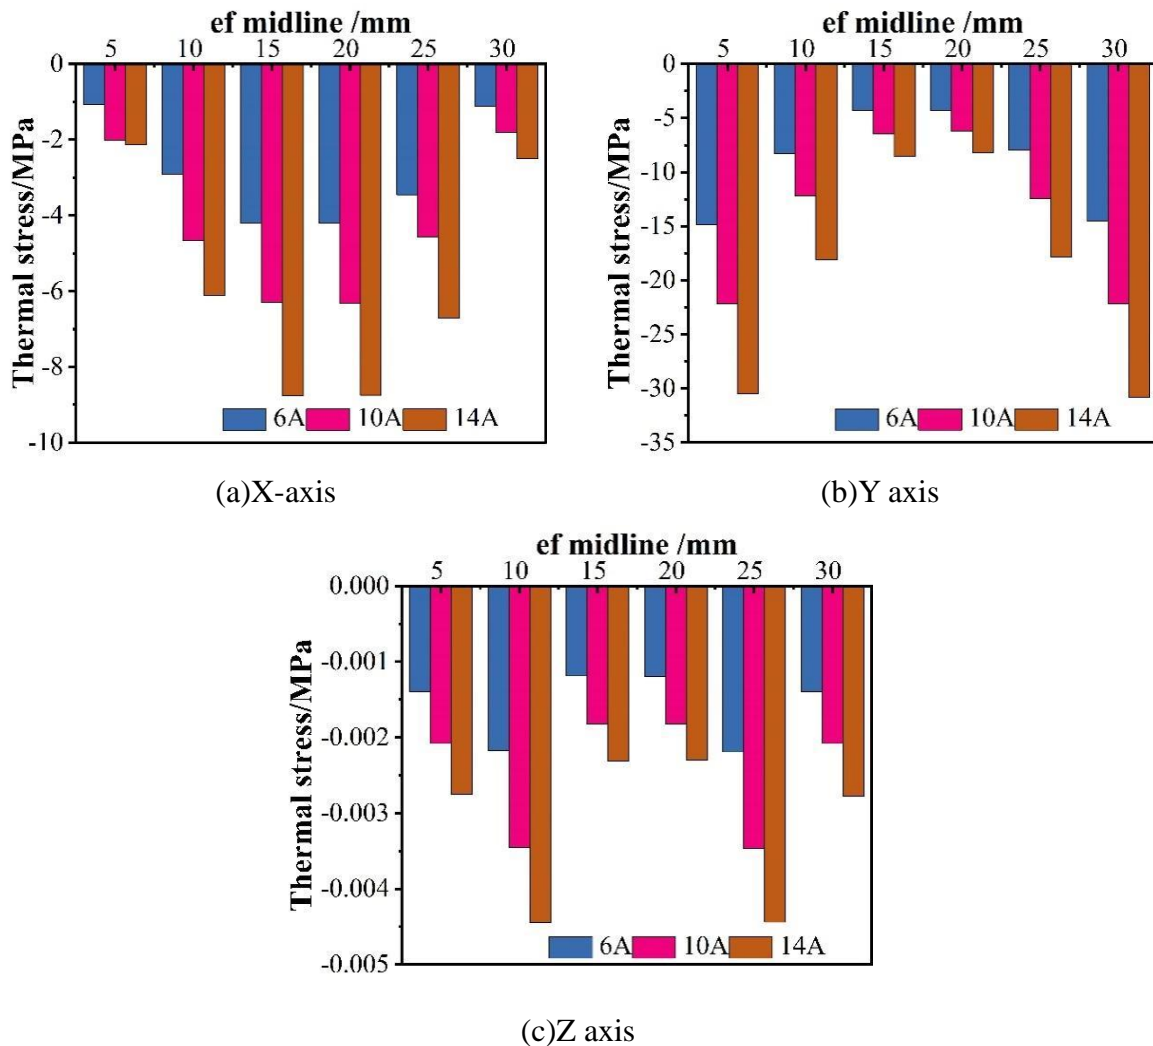 ef midline /mm
5 10 15 20 25 30
Thermal stress/MPa
0
-2
-4
-6
-8
-10
6A 10A 14A
(a)X-axis
ef midline /mm
5 10 15 20 25 30
Thermal stress/MPa
0
-5
-10
-15
-20
-25
-30
-35
6A 10A 14A
(b)Y axis
ef midline /mm
5 10 15 20 25 30
Thermal stress/MPa
0.000
-0.001
-0.002
-0.003
-0.004
-0.005
6A 10A 14A
(c)Z axis